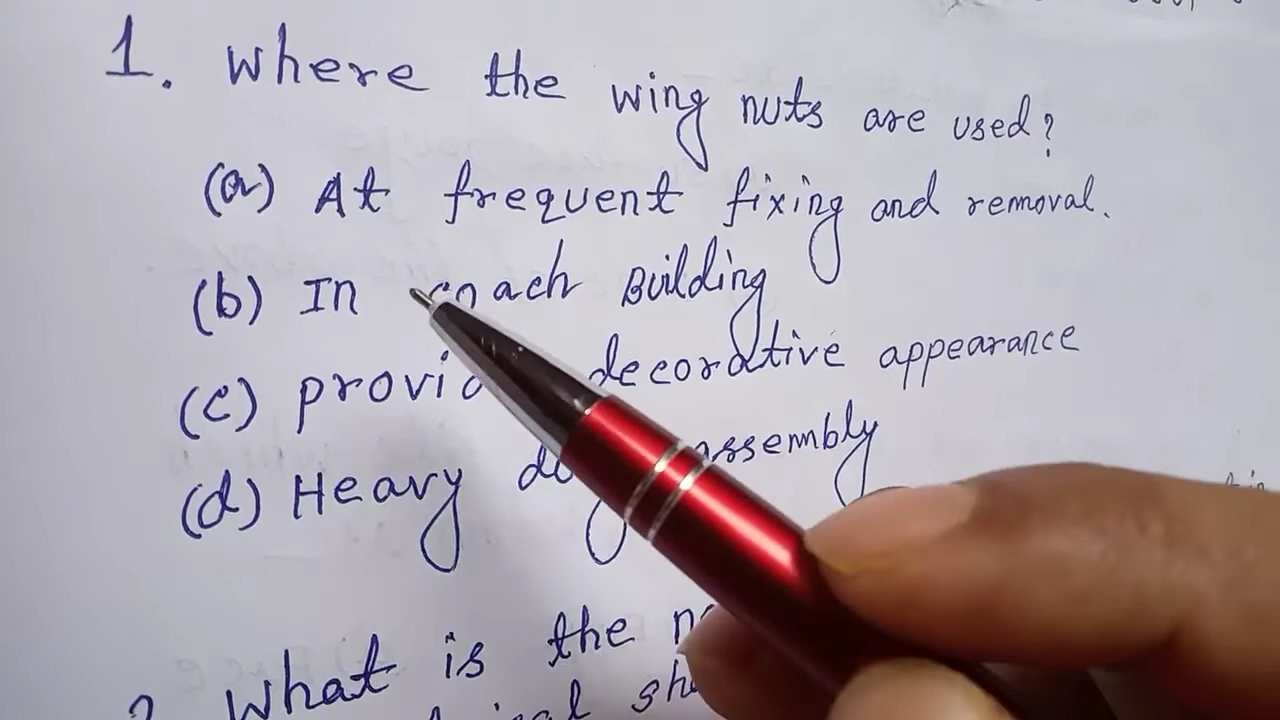 1. Where the wing nuts are used?
(a) At frequent fixing and removal.
(b) In coach Building
(c) decorative appearance
(d) Heavy assembly
What is the